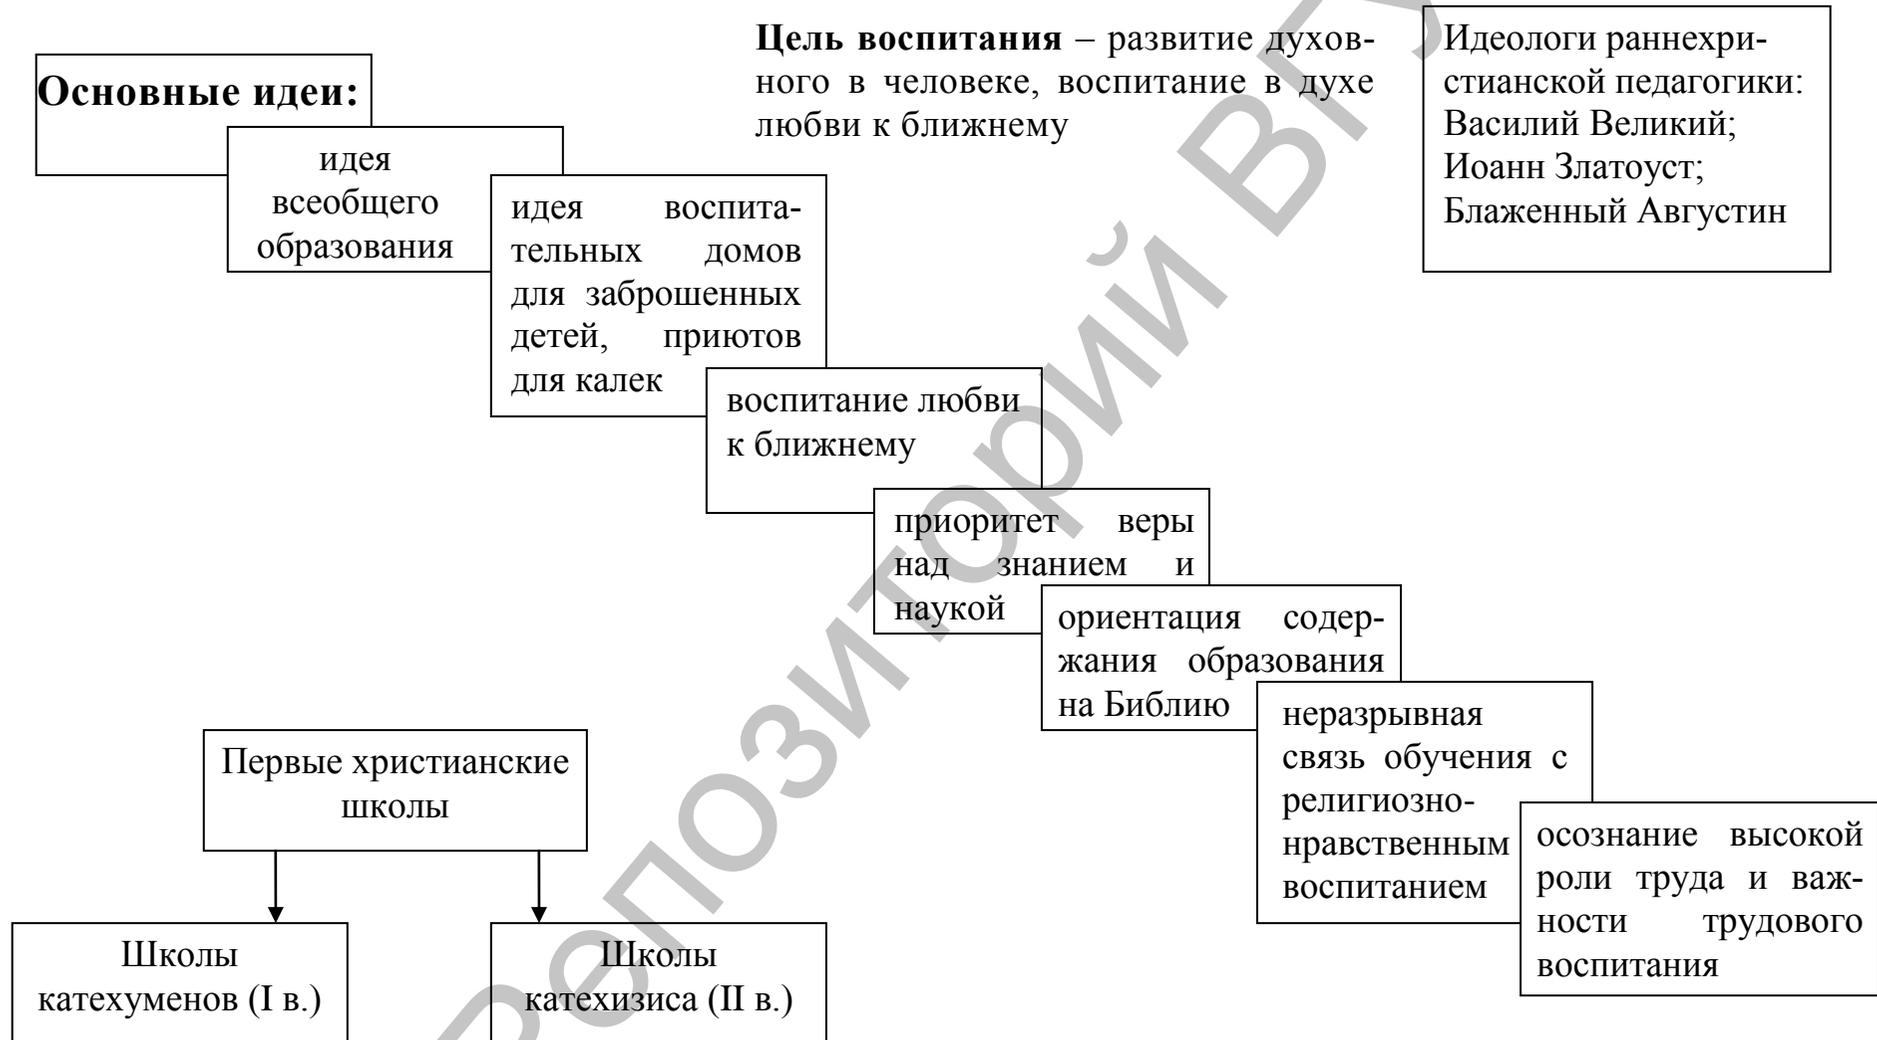 Основные идеи:
идея
всеобщего
образования
идея воспита-
тельных домов
для заброшенных
детей, приютов
для калек
воспитание любви
к ближнему
приоритет веры
над знанием и
наукой
ориентация содер-
жания образования
на Библию
неразрывная
связь обучения с
религиозно-
нравственным
воспитанием
осознание высокой
роли труда и важ-
ности трудового
воспитания
Цель воспитания – развитие духов-
ного в человеке, воспитание в духе
любви к ближнему
Идеологи раннехри-
стианской педагогики:
Василий Великий;
Иоанн Златоуст;
Блаженный Августин
Первые христианские
школы
Школы
катехуменов (I в.)
Школы
катехизиса (II в.)
Репозиторий ВГУ